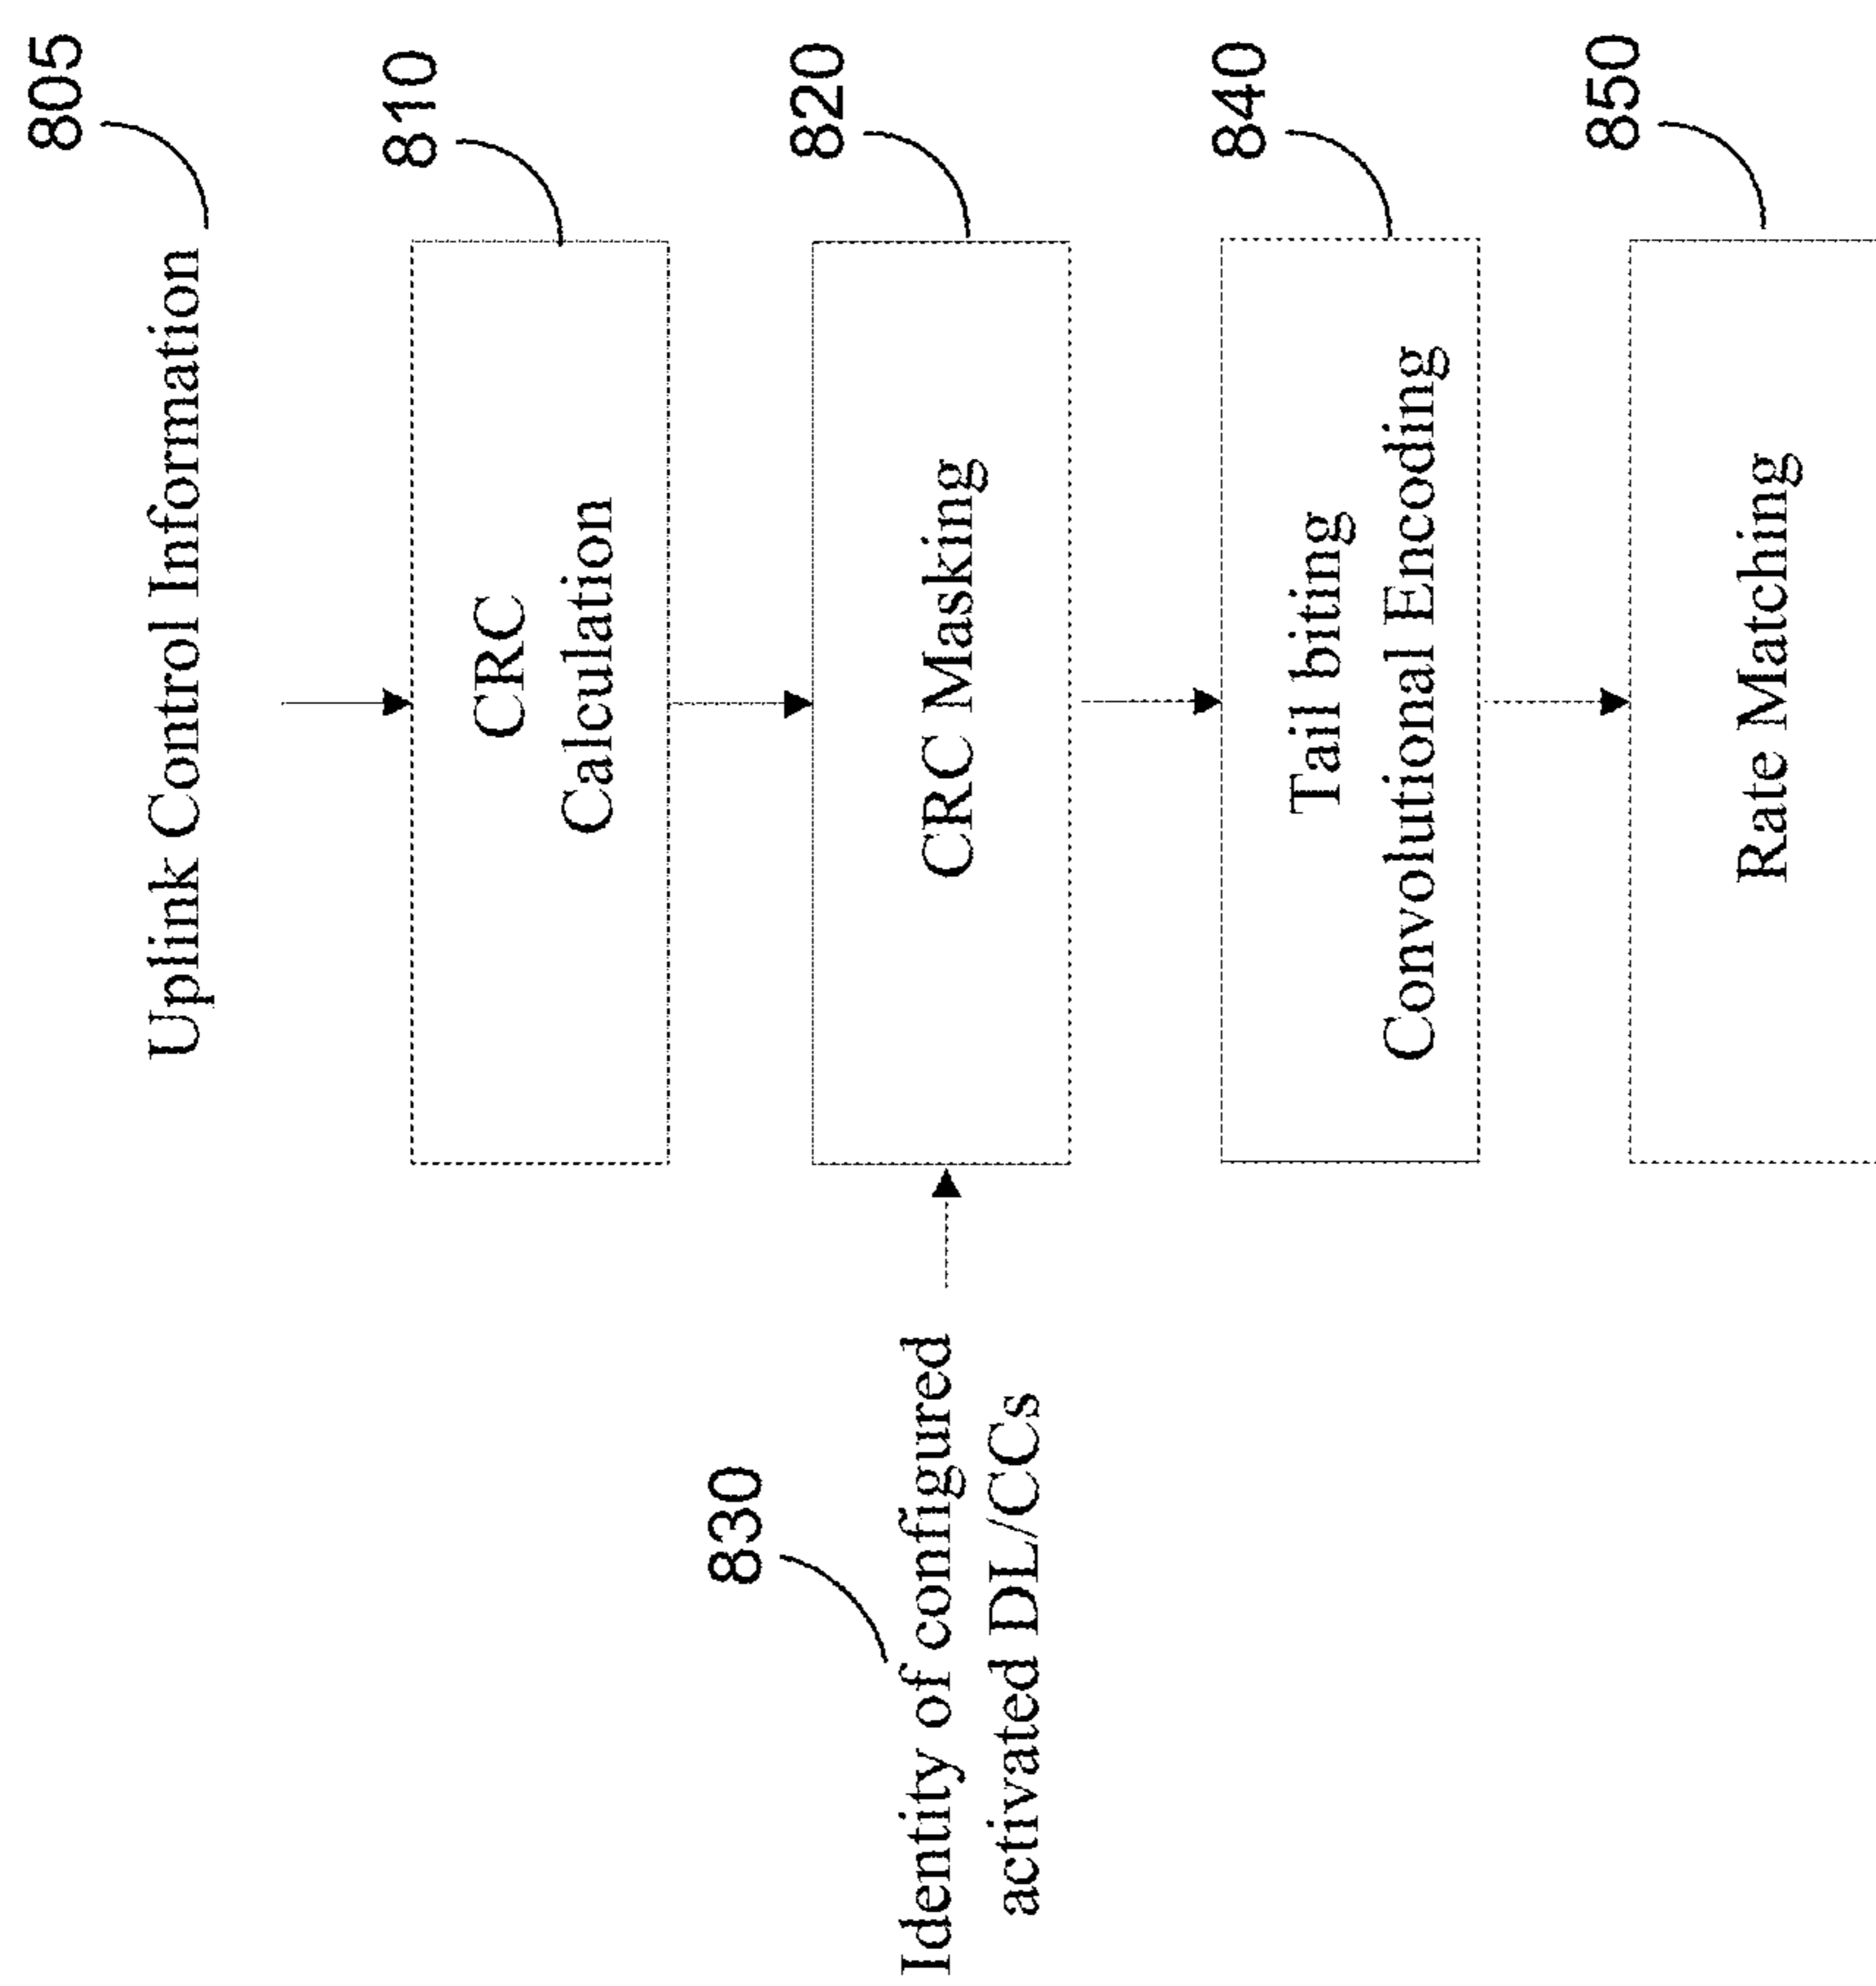 Uplink Control Information
805
CRC
Calculation
810
CRC Masking
820
Identity of configured
activated DL/CCs
830
Tail biting
Convolutional Encoding
840
Rate Matching
850